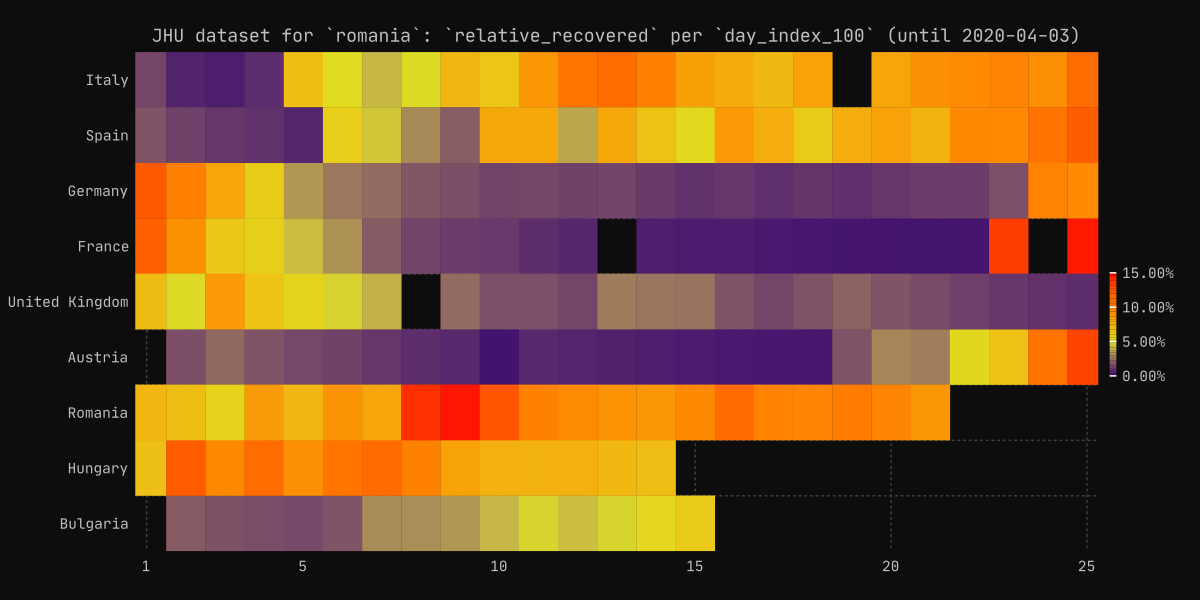 JHU dataset for `romania`: `relative_recovered` per `day_index_100` (until 2020-04-03)
Italy
Spain
Germany
France
United Kingdom
Austria
Romania
Hungary
Bulgaria
15.00%
10.00%
5.00%
0.00%
1 5 10 15 20 25